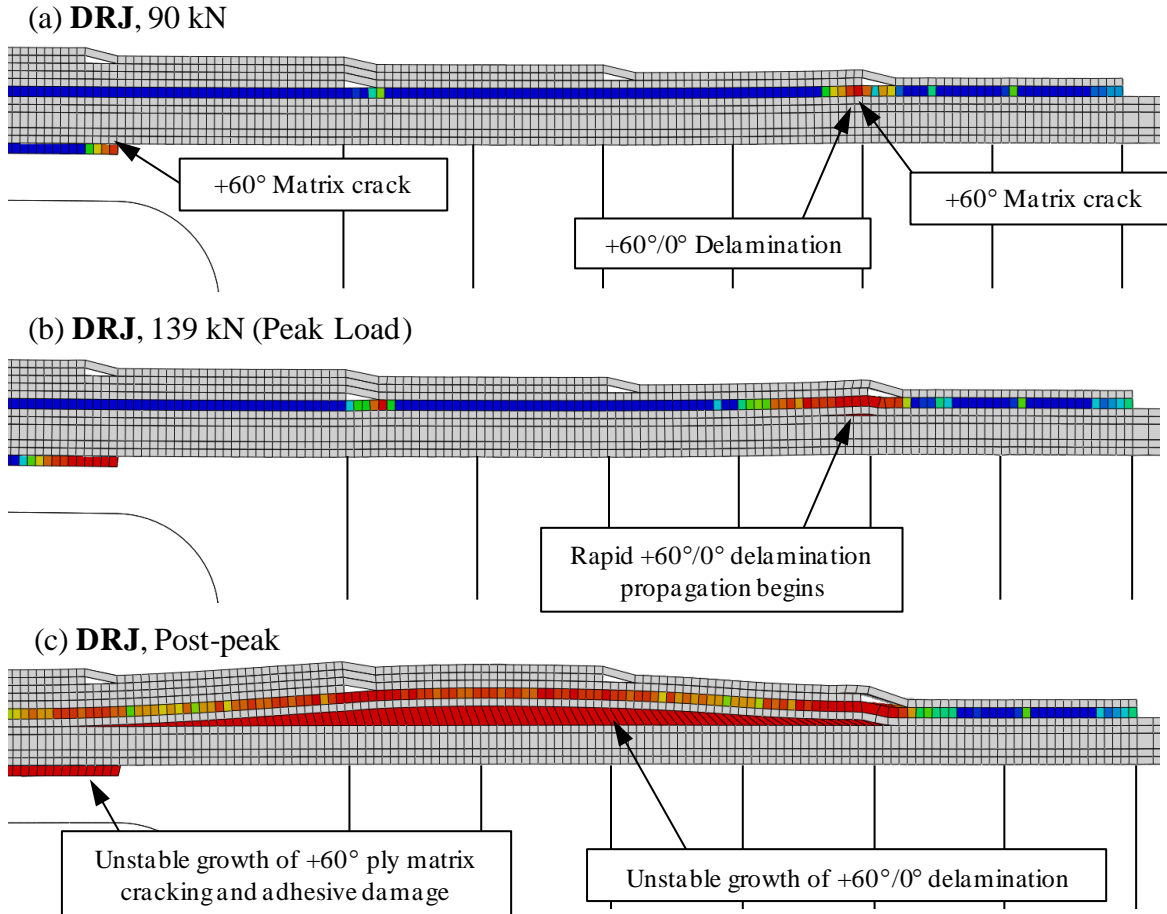 (a) DRJ, 90 kN
+60° Matrix crack
+60° Matrix crack
+60°/0° Delamination
(b) DRJ, 139 kN (Peak Load)
Rapid +60°/0° delamination
propagation begins
(c) DRJ, Post-peak
Unstable growth of +60° ply matrix
cracking and adhesive damage
Unstable growth of +60°/0° delamination